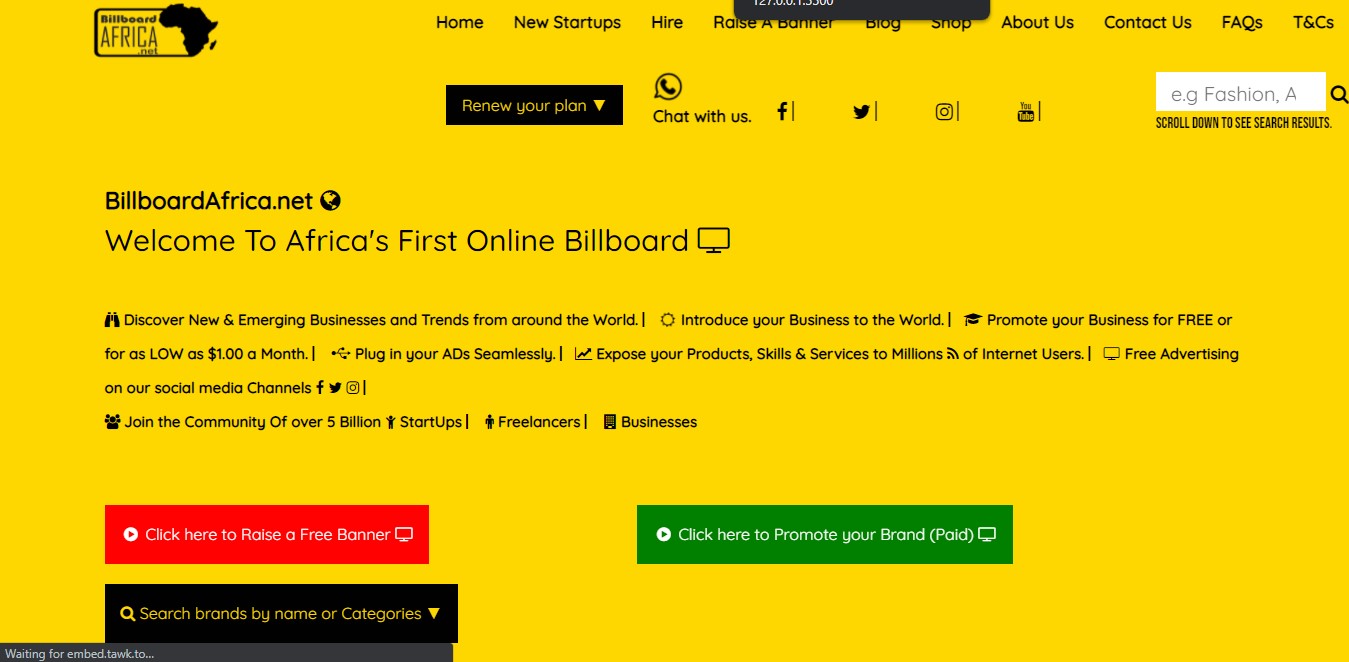 Billboard
AFRICA
.net
127.0.0.1:5500
Home New Startups Hire Raise A Banner Blog Shop About Us Contact Us FAQs T&Cs
Renew your plan ▼
Chat with us.
You
Tube
e.g Fashion, A
SCROLL DOWN TO SEE SEARCH RESULTS.
BillboardAfrica.net
Welcome To Africa's First Online Billboard
Discover New & Emerging Businesses and Trends from around the World. | Introduce your Business to the World. | Promote your Business for FREE or
for as LOW as $1.00 a Month. | Plug in your ADs Seamlessly. | Expose your Products, Skills & Services to Millions of Internet Users. | Free Advertising
on our social media Channels |
Join the Community Of over 5 Billion StartUps | Freelancers | Businesses
Click here to Raise a Free Banner
Click here to Promote your Brand (Paid)
Search brands by name or Categories ▼
Waiting for embed.tawk.to...